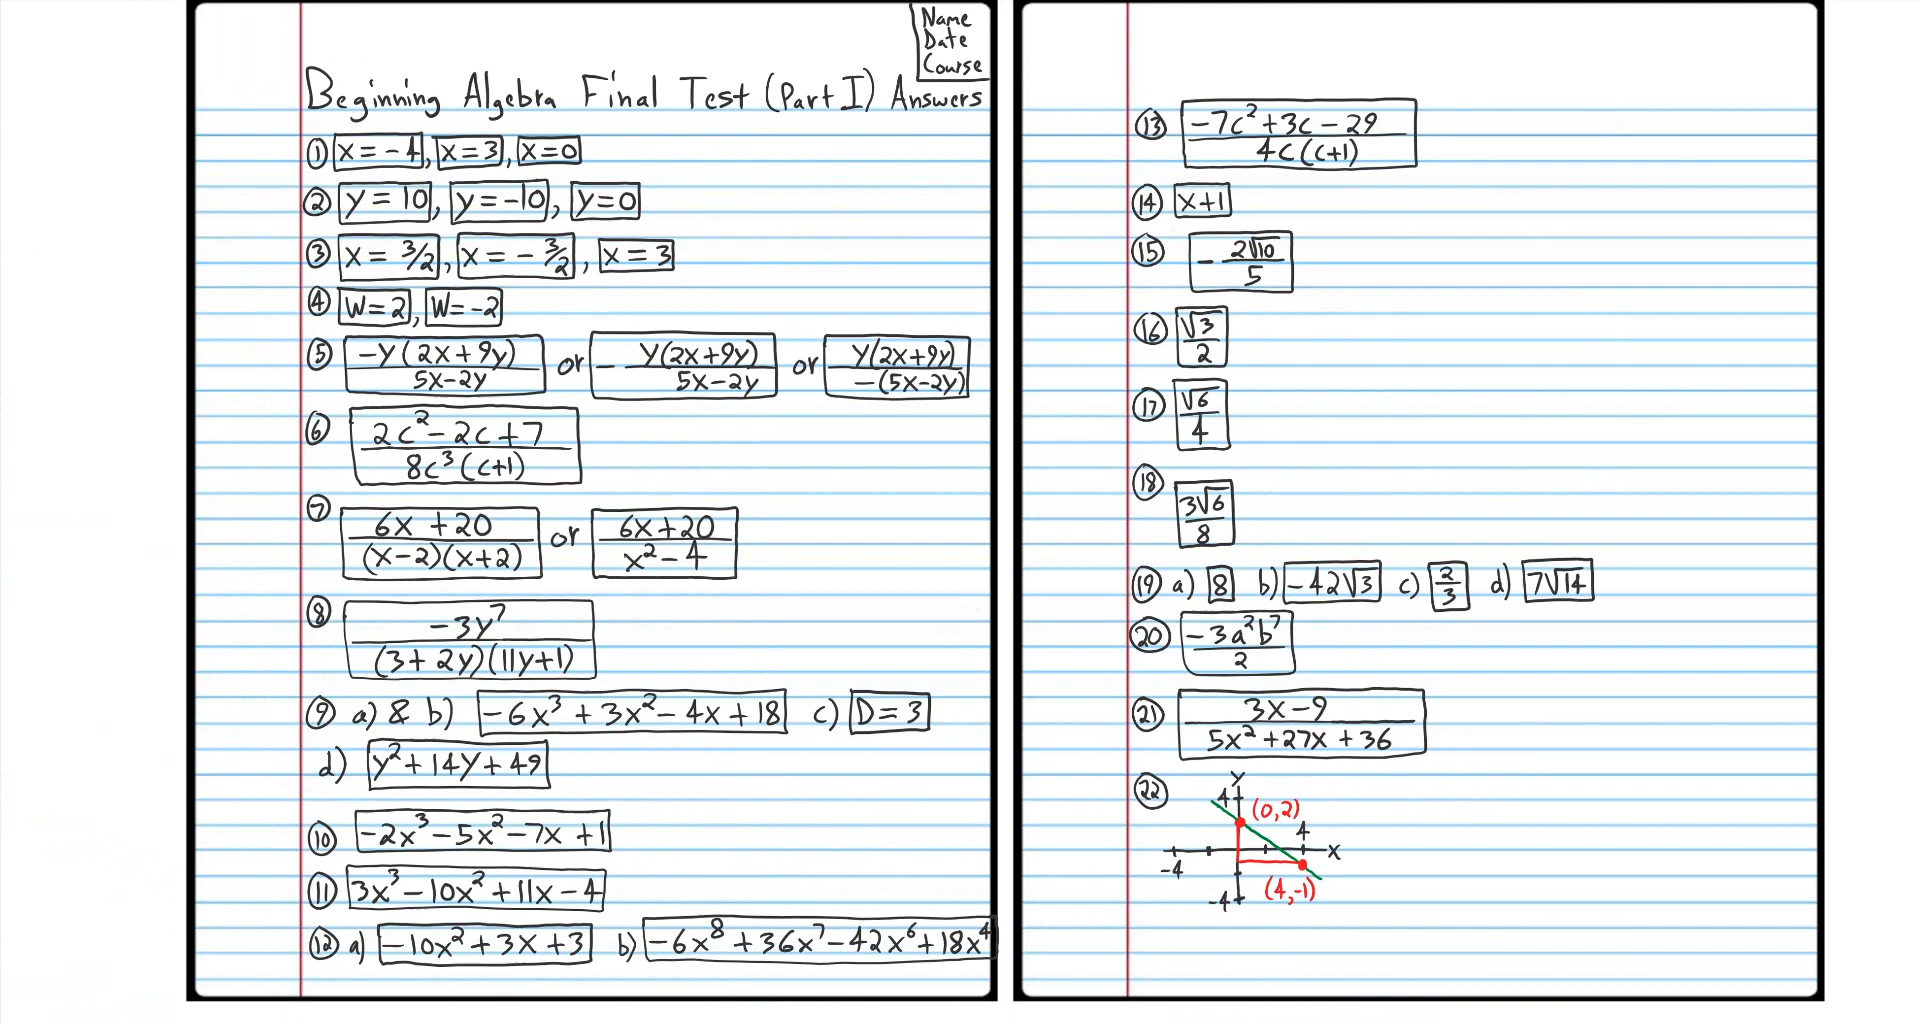 Name
Date
Course
Beginning Algebra Final Test (Part I) Answers
① x = -4, x = 3, x = 0
② y = 10, y = -10, y = 0
③ x = 3/2, x = -3/2, x = 3
④ W = 2, W = -2
⑤ -y(2x+9y)/(5x-2y) or - y(2x+9y)/(5x-2y) or y(2x+9y)/-(5x-2y)
⑥ (2c² - 2c + 7)/(8c³(c+1))
⑦ (6x + 20)/((x-2)(x+2)) or (6x+20)/(x² - 4)
⑧ -3y⁷/((3+2y)(11y+1))
⑨ a) & b) -6x³ + 3x² - 4x + 18 c) D = 3
d) y² + 14y + 49
⑩ -2x³ - 5x² - 7x + 1
⑪ 3x³ - 10x² + 11x - 4
⑫ a) -10x² + 3x + 3 b) -6x⁸ + 36x⁷ - 42x⁶ + 18x⁴
⑬ (-7c² + 3c - 29)/(4c(c+1))
⑭ x+1
⑮ - 2√10/5
⑯ √3/2
⑰ √6/4
⑱ 3√6/8
⑲ a) 8 b) -42√3 c) 2/3 d) 7√14
⑳ -3a²b⁷/2
㉑ (3x-9)/(5x²+27x+36)
㉒ y
4 (0,2)
4
x
-4
(4,-1)
-4